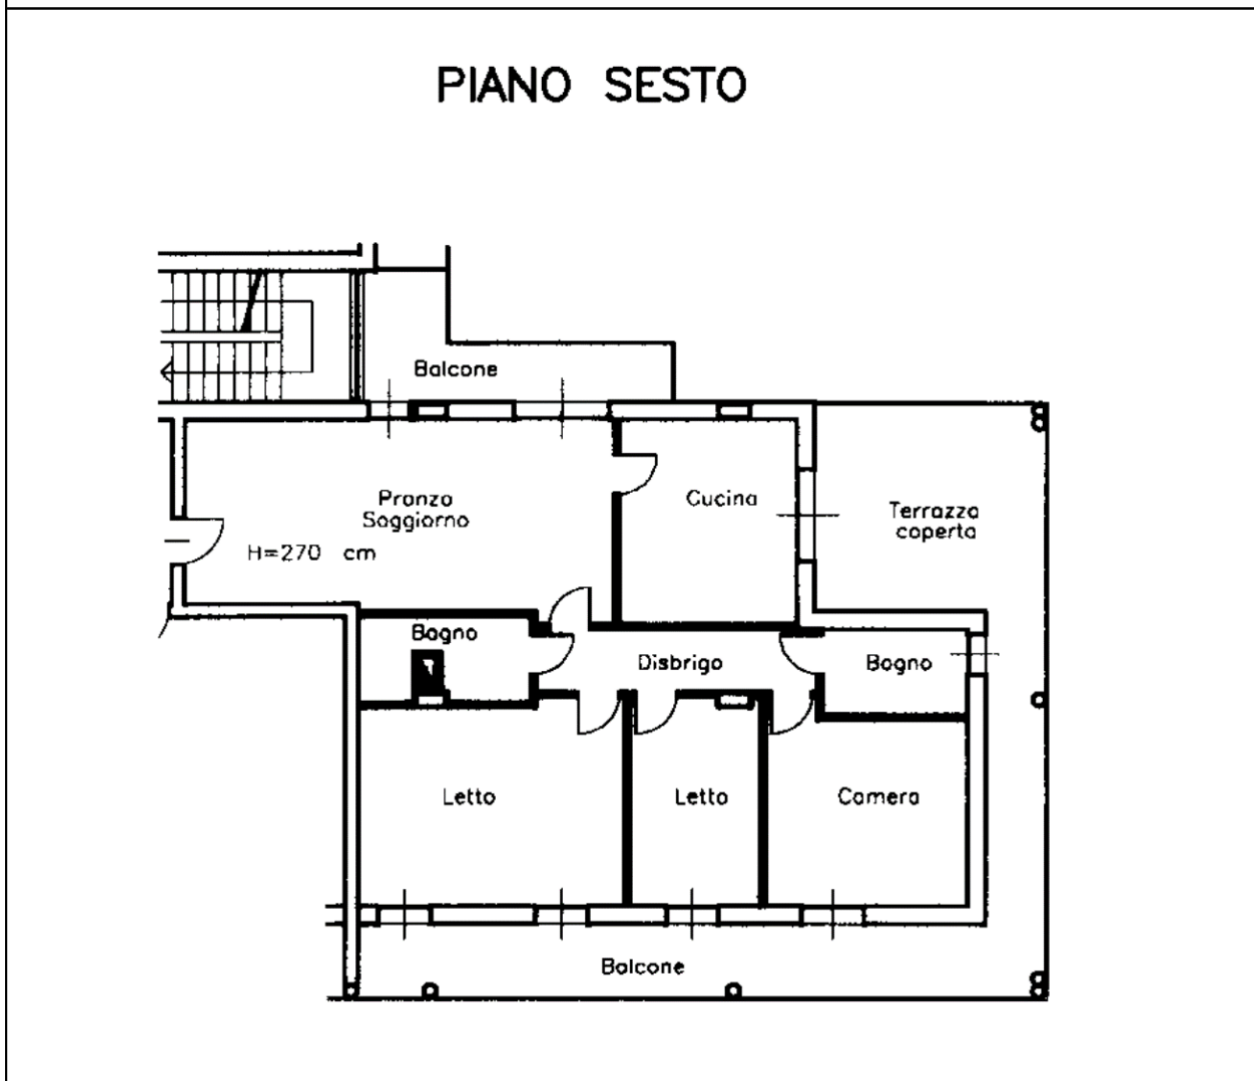 PIANO SESTO
Balcone
Pranzo
Soggiorno
H=270 cm
Cucina
Terrazza
coperta
Bagno
Disbrigo
Bagno
Letto
Letto
Camera
Balcone